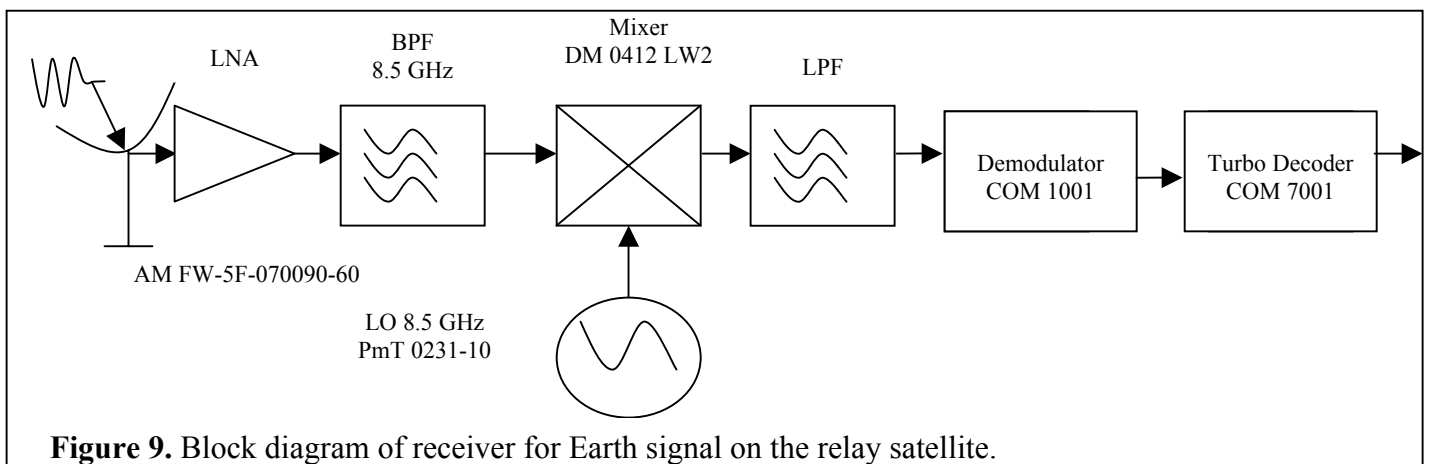 Mixer
DM 0412 LW2
BPF
8.5 GHz
LNA
LPF
Demodulator
COM 1001
Turbo Decoder
COM 7001
AM FW-5F-070090-60
LO 8.5 GHz
PmT 0231-10
Figure 9. Block diagram of receiver for Earth signal on the relay satellite.